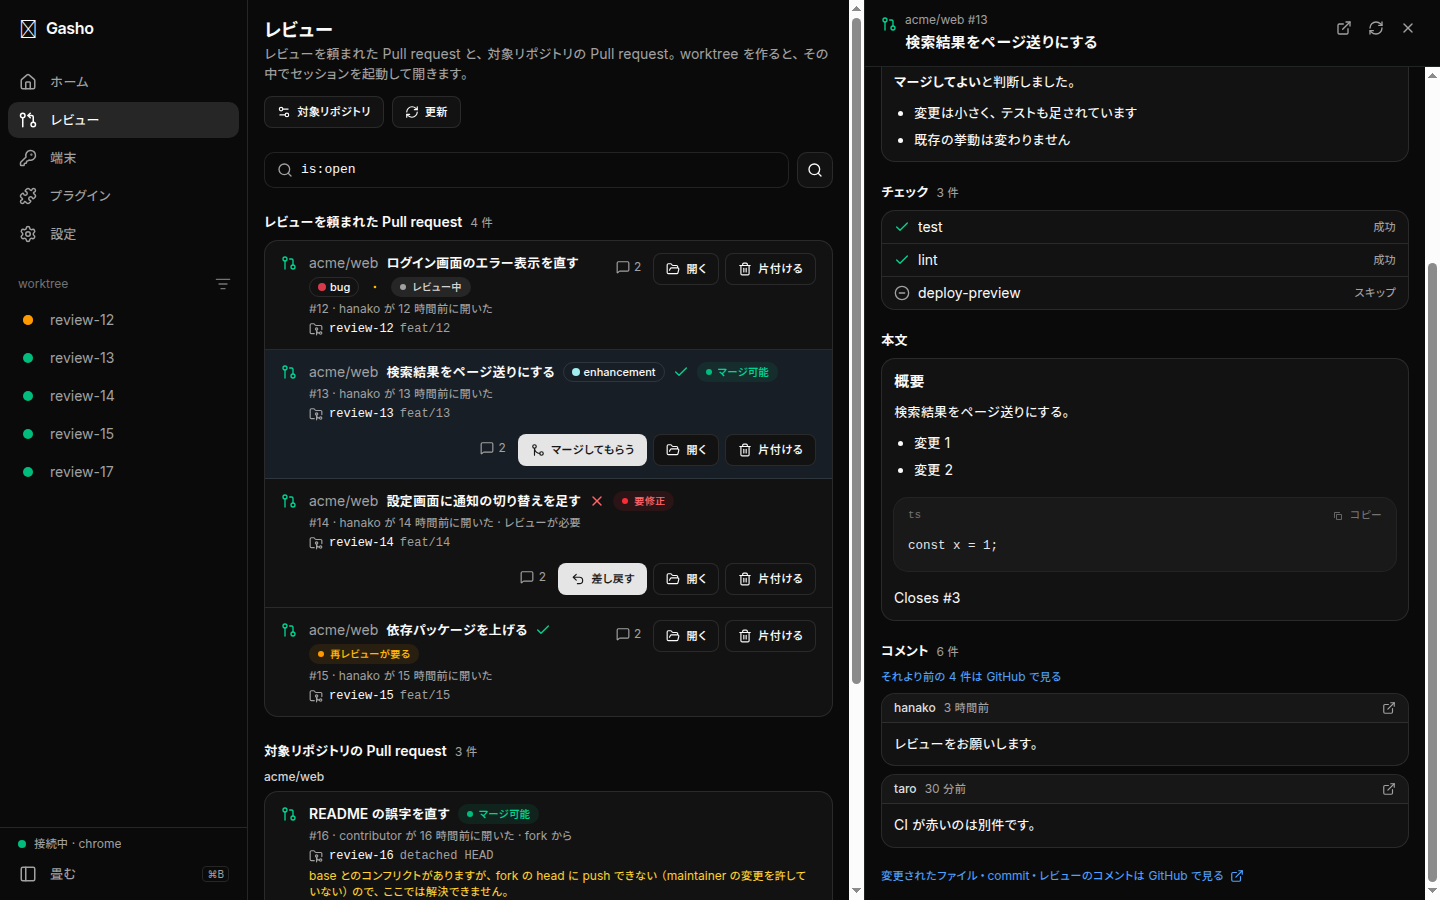 Gasho
ホーム
レビュー
端末
プラグイン
設定
worktree
review-12
review-13
review-14
review-15
review-17
接続中 · chrome
畳む
⌘B
レビュー
レビューを頼まれた Pull request と、対象リポジトリの Pull request。worktree を作ると、その
中でセッションを起動して開きます。
対象リポジトリ
更新
is:open
レビューを頼まれた Pull request 4 件
acme/web ログイン画面のエラー表示を直す
2 開く 片付ける
bug · レビュー中
#12 · hanako が 12 時間前に開いた
review-12 feat/12
acme/web 検索結果をページ送りにする enhancement マージ可能
#13 · hanako が 13 時間前に開いた
review-13 feat/13
2 マージしてもらう 開く 片付ける
acme/web 設定画面に通知の切り替えを足す 要修正
#14 · hanako が 14 時間前に開いた · レビューが必要
review-14 feat/14
2 差し戻す 開く 片付ける
acme/web 依存パッケージを上げる
2 開く 片付ける
再レビューが要る
#15 · hanako が 15 時間前に開いた
review-15 feat/15
対象リポジトリの Pull request 3 件
acme/web
README の誤字を直す マージ可能
#16 · contributor が 16 時間前に開いた · fork から
review-16 detached HEAD
base とのコンフリクトがありますが、fork の head に push できない（maintainer の変更を許して
いない）ので、ここでは解決できません。
acme/web #13
検索結果をページ送りにする
マージしてよいと判断しました。
• 変更は小さく、テストも足されています
• 既存の挙動は変わりません
チェック 3 件
test 成功
lint 成功
deploy-preview スキップ
本文
概要
検索結果をページ送りにする。
• 変更 1
• 変更 2
ts コピー
const x = 1;
Closes #3
コメント 6 件
それより前の 4 件は GitHub で見る
hanako 3 時間前
レビューをお願いします。
taro 30 分前
CI が赤いのは別件です。
変更されたファイル・commit・レビューのコメントは GitHub で見る